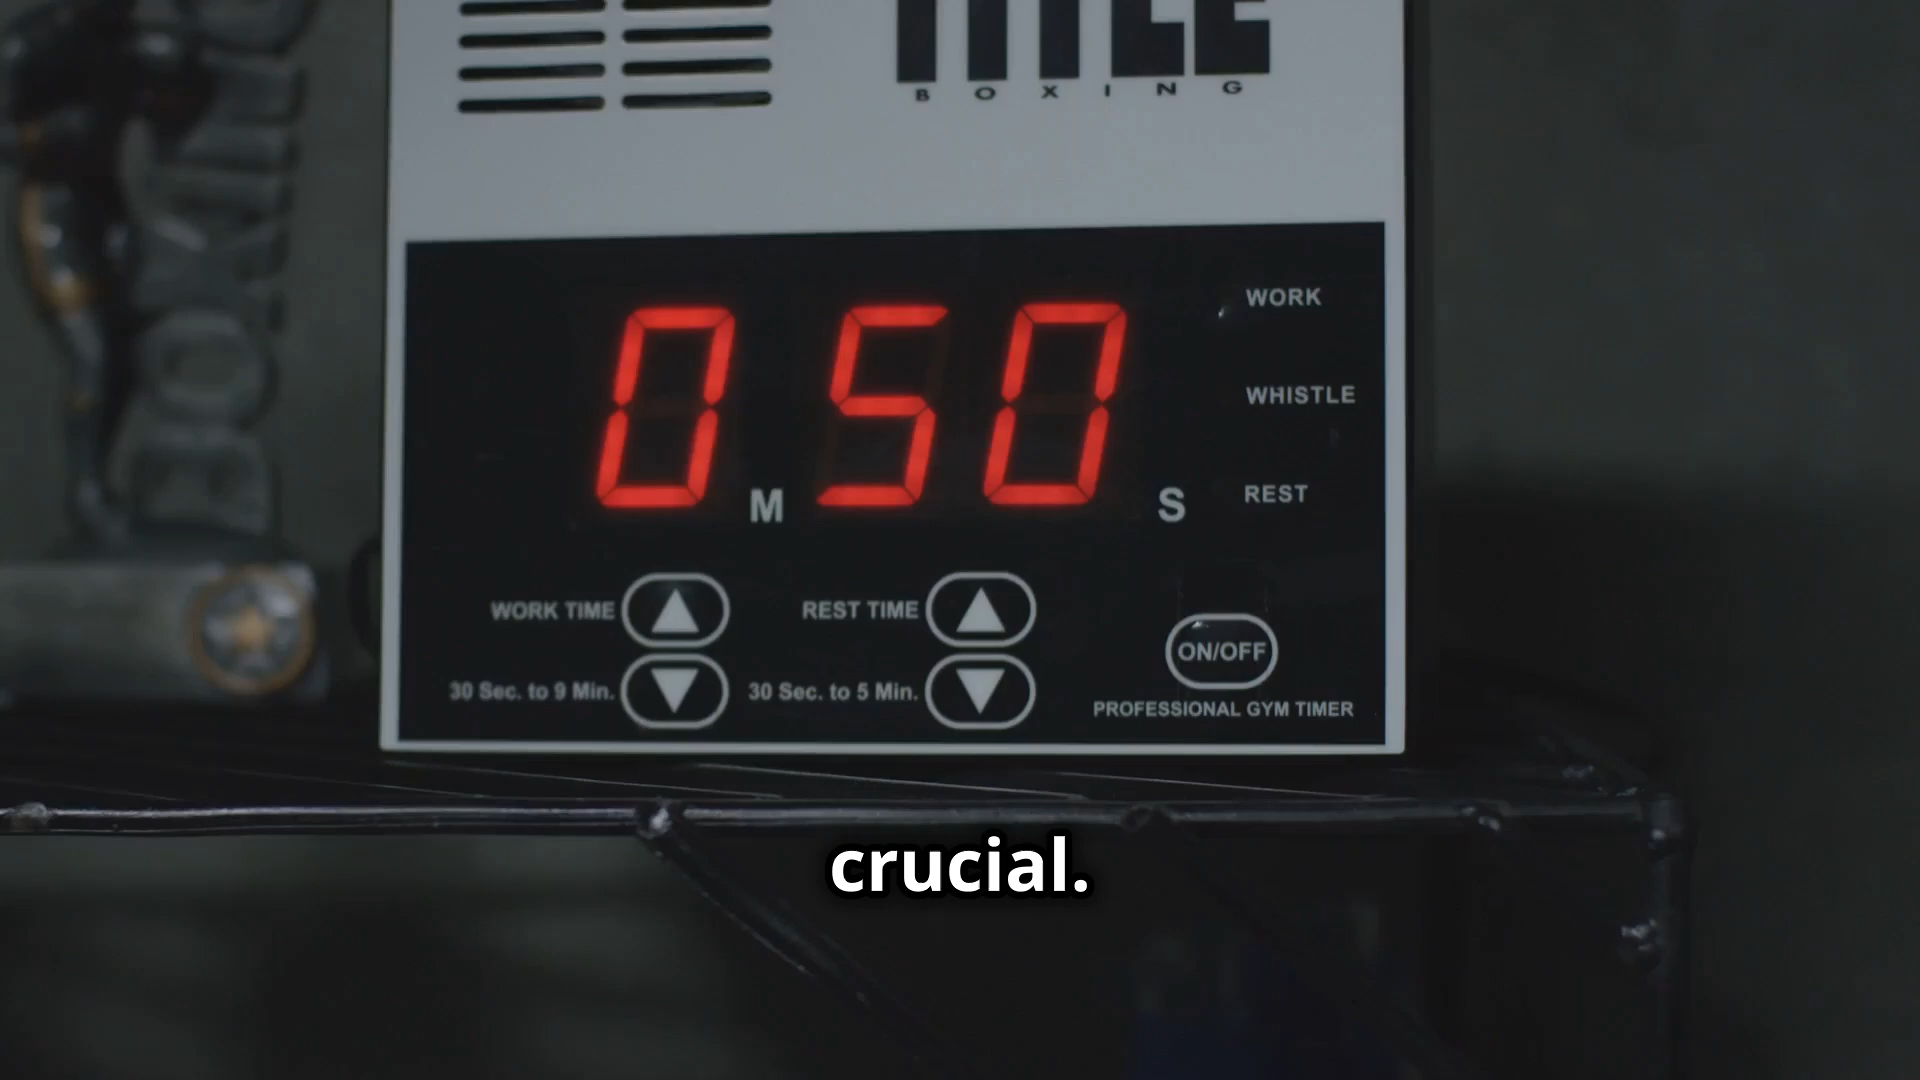 TITLE
BOXING
WORK
0 50
WHISTLE
M
S
REST
WORK TIME
REST TIME
ON/OFF
30 Sec. to 9 Min.
30 Sec. to 5 Min.
PROFESSIONAL GYM TIMER
BOXING
crucial.